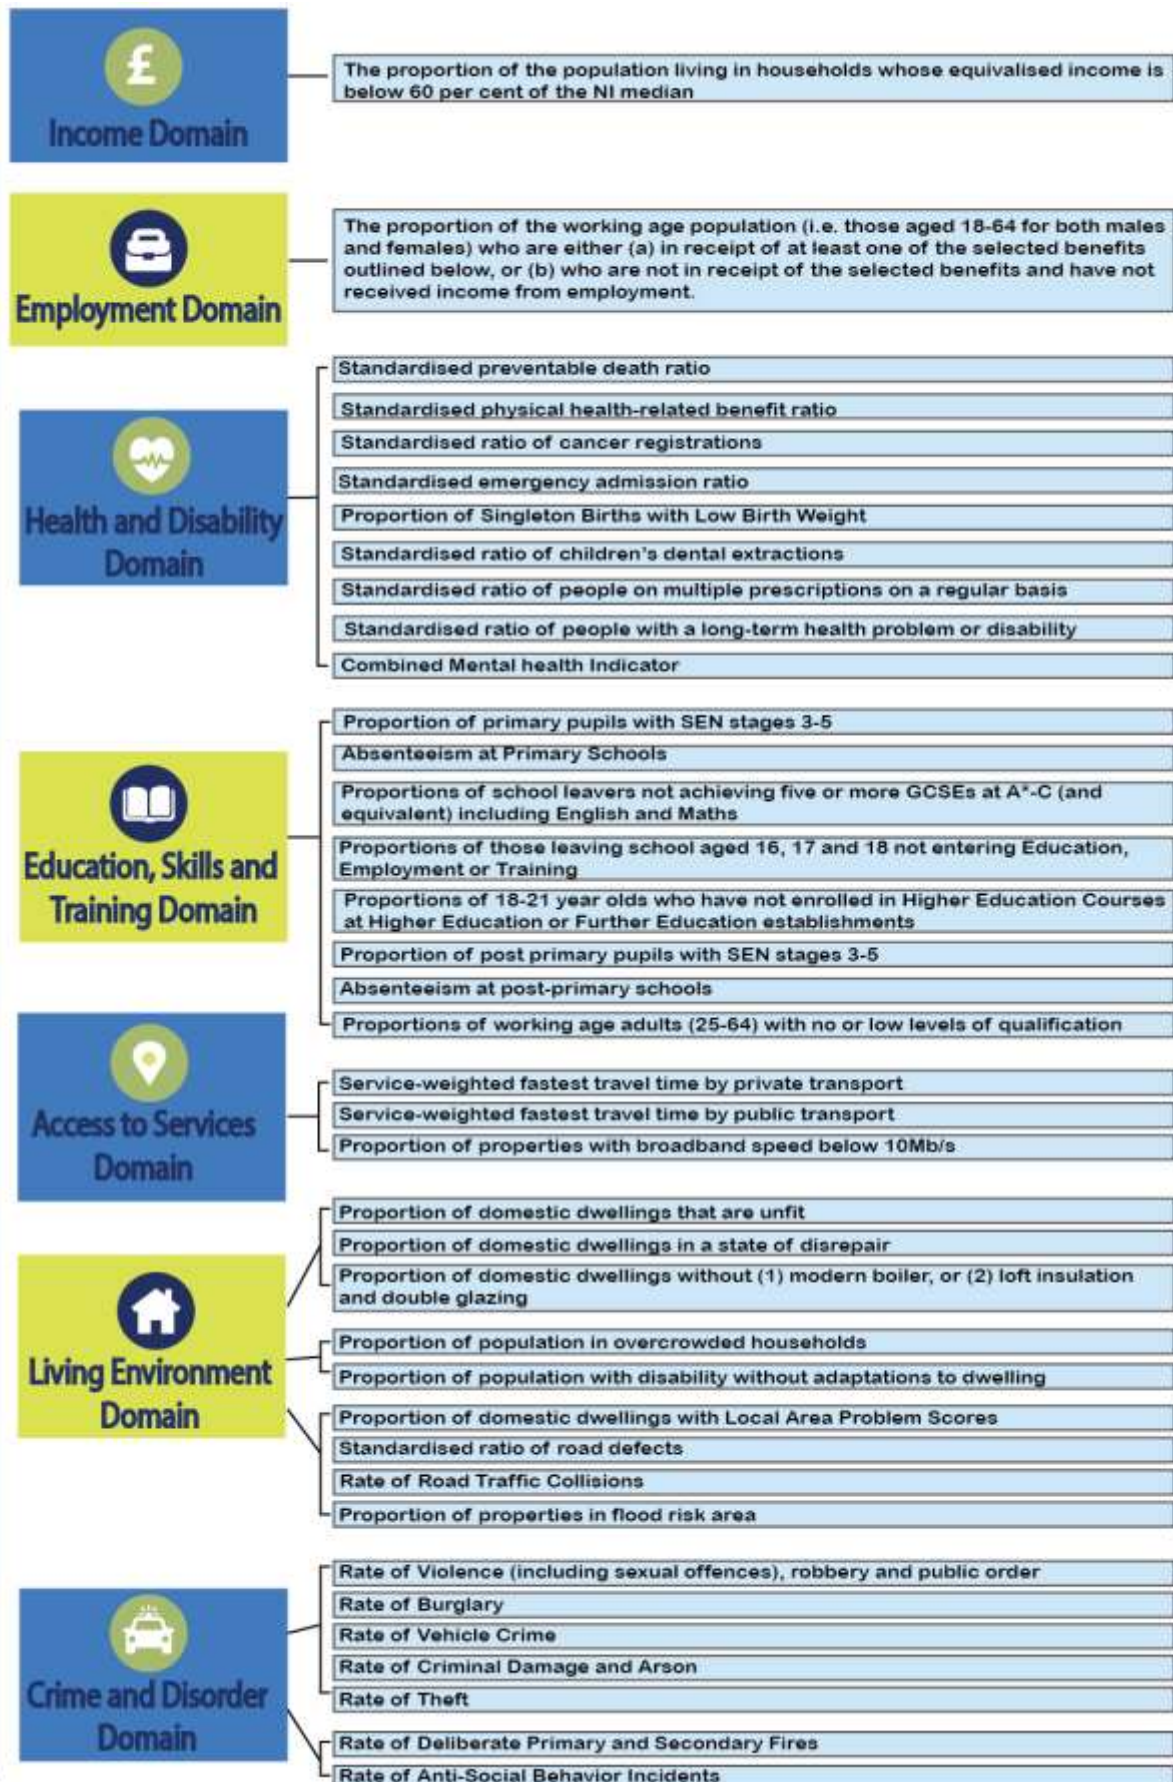 £
Income Domain
The proportion of the population living in households whose equivalised income is
below 60 per cent of the NI median
Employment Domain
The proportion of the working age population (i.e. those aged 18-64 for both males
and females) who are either (a) in receipt of at least one of the selected benefits
outlined below, or (b) who are not in receipt of the selected benefits and have not
received income from employment.
Health and Disability
Domain
Standardised preventable death ratio
Standardised physical health-related benefit ratio
Standardised ratio of cancer registrations
Standardised emergency admission ratio
Proportion of Singleton Births with Low Birth Weight
Standardised ratio of children's dental extractions
Standardised ratio of people on multiple prescriptions on a regular basis
Standardised ratio of people with a long-term health problem or disability
Combined Mental health Indicator
Education, Skills and
Training Domain
Proportion of primary pupils with SEN stages 3-5
Absenteeism at Primary Schools
Proportions of school leavers not achieving five or more GCSEs at A*-C (and
equivalent) including English and Maths
Proportions of those leaving school aged 16, 17 and 18 not entering Education,
Employment or Training
Proportions of 18-21 year olds who have not enrolled in Higher Education Courses
at Higher Education or Further Education establishments
Proportion of post primary pupils with SEN stages 3-5
Absenteeism at post-primary schools
Proportions of working age adults (25-64) with no or low levels of qualification
Access to Services
Domain
Service-weighted fastest travel time by private transport
Service-weighted fastest travel time by public transport
Proportion of properties with broadband speed below 10Mb/s
Living Environment
Domain
Proportion of domestic dwellings that are unfit
Proportion of domestic dwellings in a state of disrepair
Proportion of domestic dwellings without (1) modern boiler, or (2) loft insulation
and double glazing
Proportion of population in overcrowded households
Proportion of population with disability without adaptations to dwelling
Proportion of domestic dwellings with Local Area Problem Scores
Standardised ratio of road defects
Rate of Road Traffic Collisions
Proportion of properties in flood risk area
Crime and Disorder
Domain
Rate of Violence (including sexual offences), robbery and public order
Rate of Burglary
Rate of Vehicle Crime
Rate of Criminal Damage and Arson
Rate of Theft
Rate of Deliberate Primary and Secondary Fires
Rate of Anti-Social Behavior Incidents